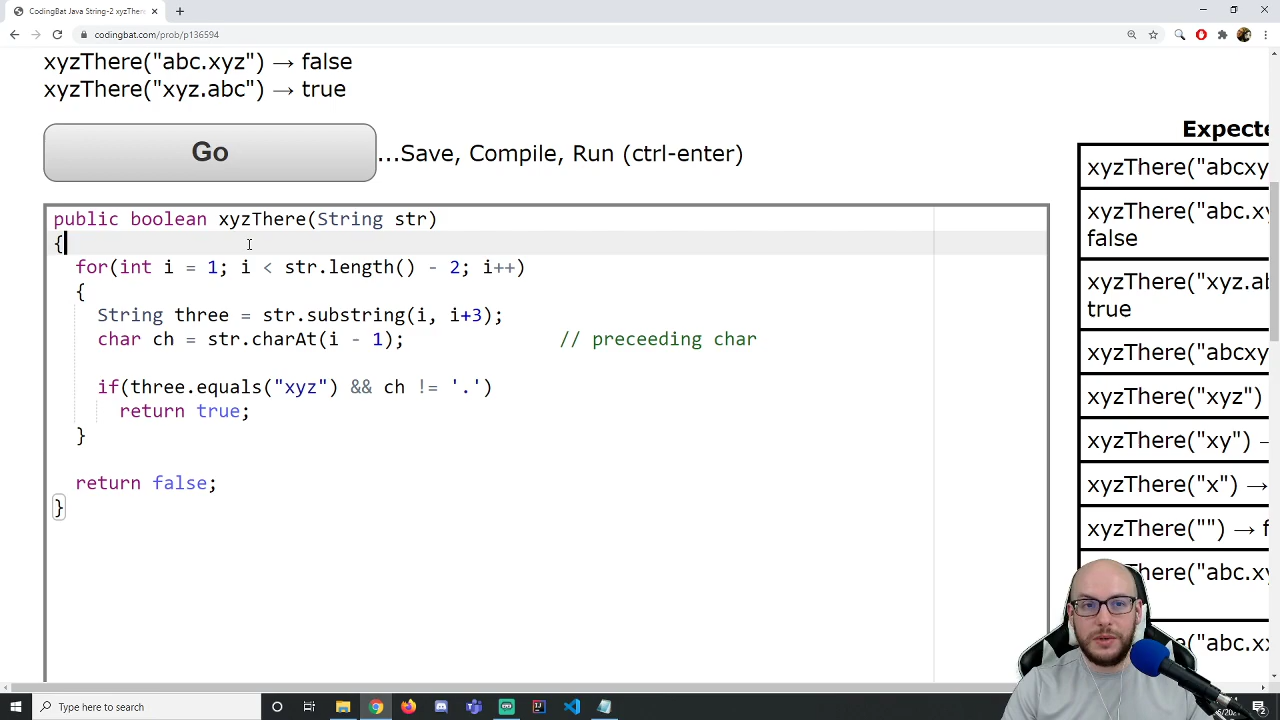 CodingBat Java String-2 xyzTher
codingbat.com/prob/p136594
xyzThere("abc.xyz") → false
xyzThere("xyz.abc") → true
Go
...Save, Compile, Run (ctrl-enter)
public boolean xyzThere(String str)
{
for(int i = 1; i < str.length() - 2; i++)
{
String three = str.substring(i, i+3);
char ch = str.charAt(i - 1); // preceeding char
if(three.equals("xyz") && ch != '.')
return true;
}
return false;
}
Expecte
xyzThere("abcxy
xyzThere("abc.xy
false
xyzThere("xyz.ab
true
xyzThere("abcxy
xyzThere("xyz")
xyzThere("xy") →
xyzThere("x") →
xyzThere("") → f
here("abc.xy
here("abc.xx
Type here to search